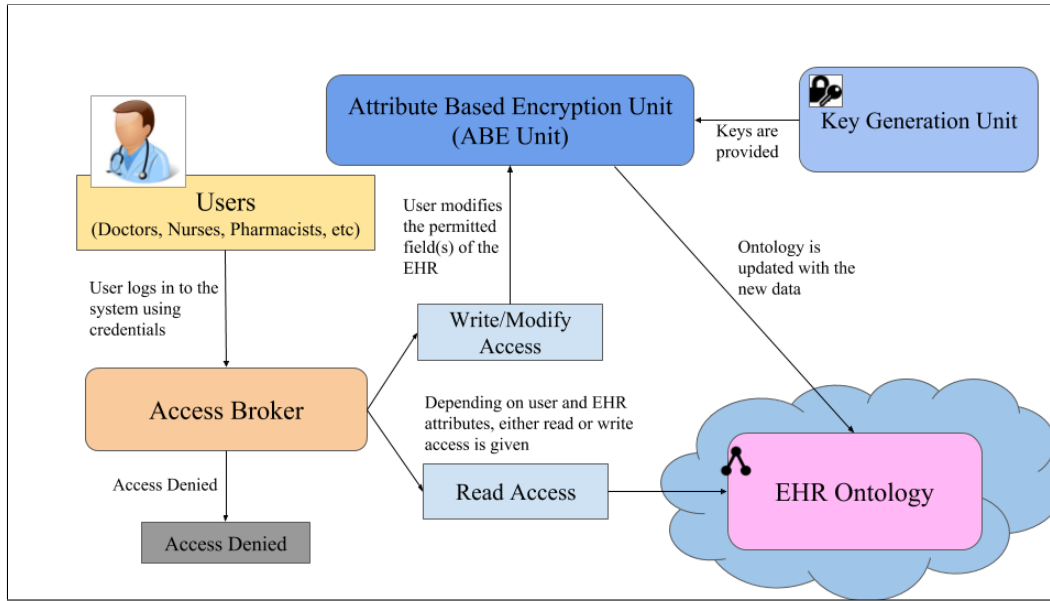 Attribute Based Encryption Unit
(ABE Unit)
Key Generation Unit
Keys are
provided
Users
(Doctors, Nurses, Pharmacists, etc)
User modifies
the permitted
field(s) of the
EHR
Ontology is
updated with the
new data
User logs in to the
system using
credentials
Write/Modify
Access
Access Broker
Depending on user and EHR
attributes, either read or write
access is given
Access Denied
Read Access
EHR Ontology
Access Denied